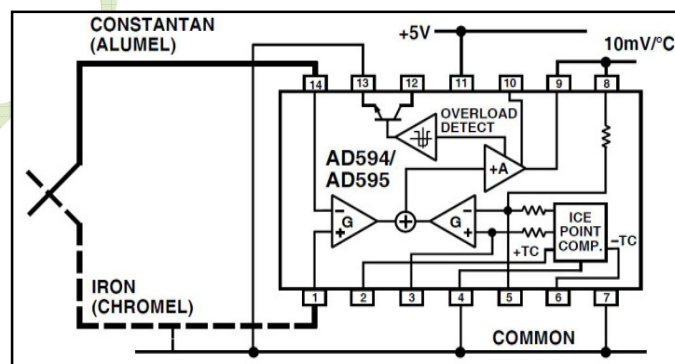 CONSTANTAN
(ALUMEL)
+5V
10mV/°C
14 13 12 11 10 9 8
OVERLOAD
DETECT
AD594/
AD595
+A
– G +
– G +
ICE
POINT
COMP.
+TC
–TC
IRON
(CHROMEL)
1 2 3 4 5 6 7
COMMON